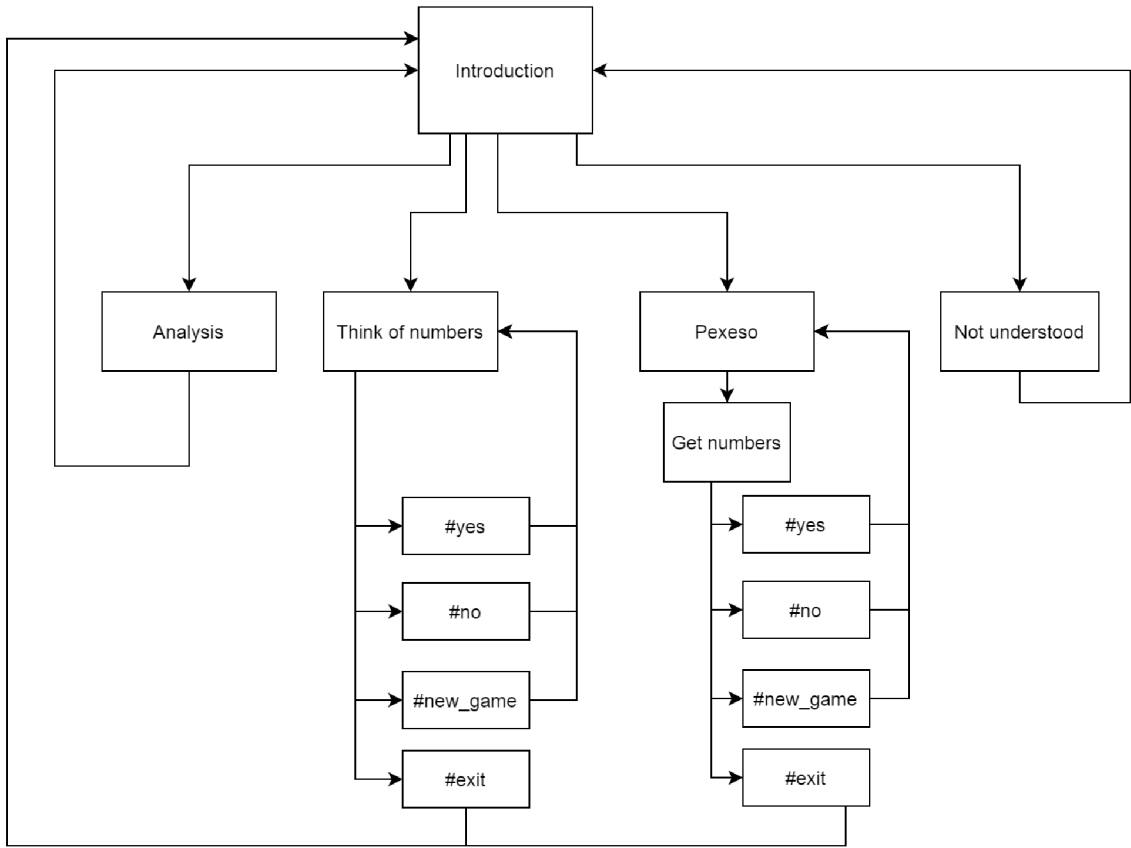 Introduction
Analysis
Think of numbers
Pexeso
Not understood
Get numbers
#yes
#no
#new_game
#exit
#yes
#no
#new_game
#exit